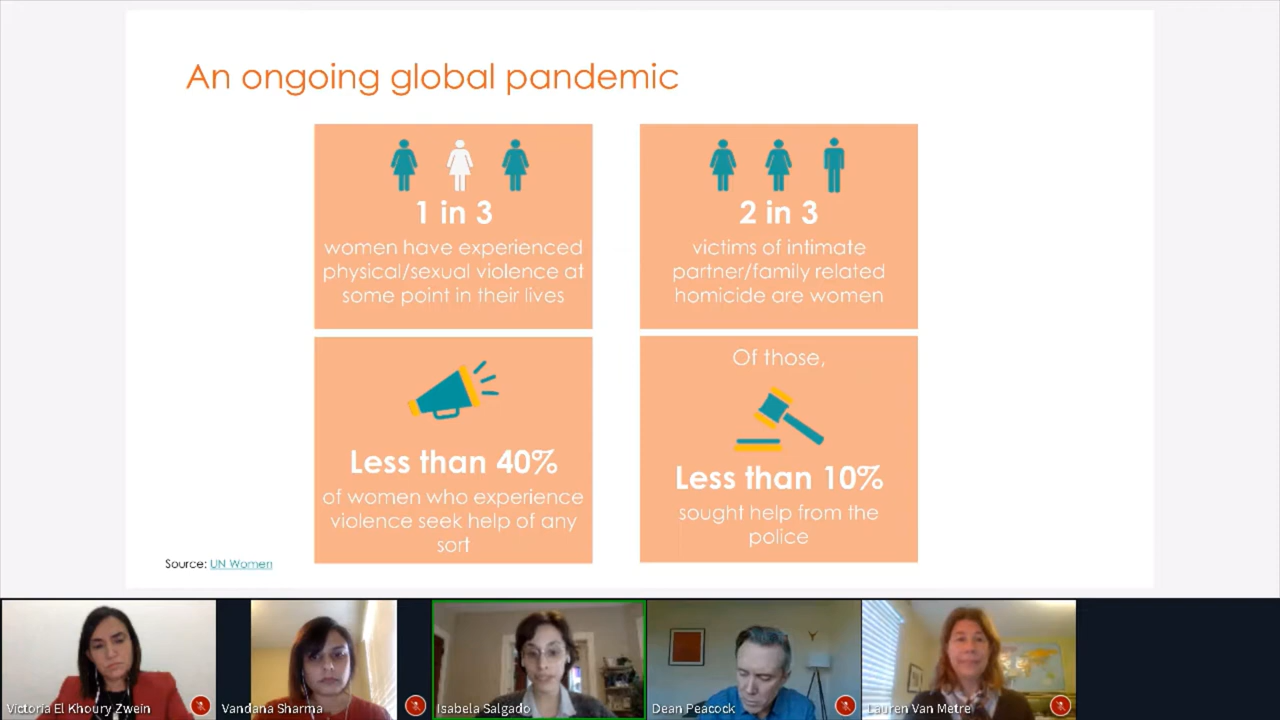 An ongoing global pandemic
1 in 3
women have experienced
physical/sexual violence at
some point in their lives
2 in 3
victims of intimate
partner/family related
homicide are women
Less than 40%
of women who experience
violence seek help of any
sort
Of those,
Less than 10%
sought help from the
police
Source: UN Women
Victoria El Khoury Zwein
Vandana Sharma
Isabela Salgado
Dean Peacock
Lauren Van Metre